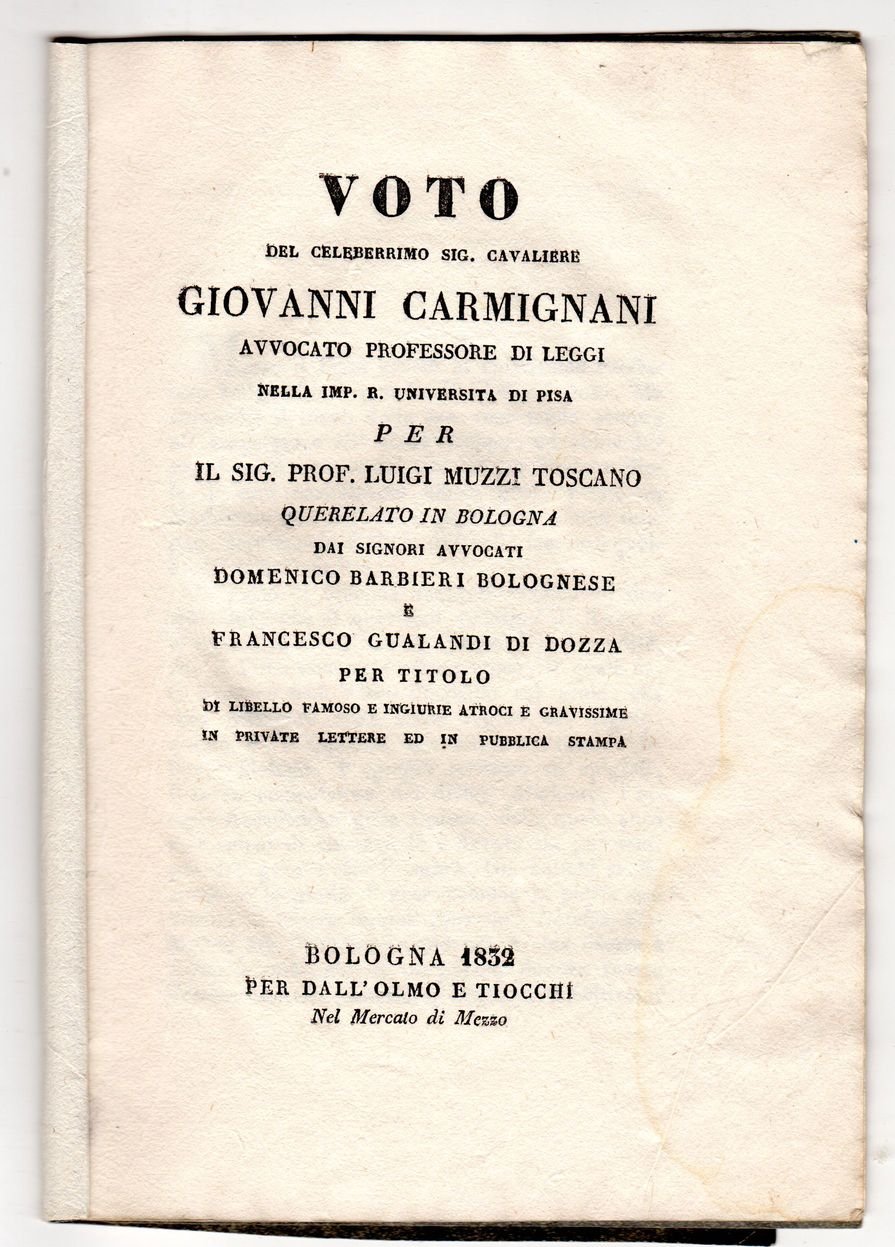 VOTO
DEL CELEBERRIMO SIG. CAVALIERE
GIOVANNI CARMIGNANI
AVVOCATO PROFESSORE DI LEGGI
NELLA IMP. R. UNIVERSITA DI PISA
PER
IL SIG. PROF. LUIGI MUZZI TOSCANO
QUERELATO IN BOLOGNA
DAI SIGNORI AVVOCATI
DOMENICO BARBIERI BOLOGNESE
E
FRANCESCO GUALANDI DI DOZZA
PER TITOLO
DI LIBELLO FAMOSO E INGIURIE ATROCI E GRAVISSIME
IN PRIVATE LETTERE ED IN PUBBLICA STAMPA
BOLOGNA 1832
PER DALL'OLMO E TIOCCHI
Nel Mercato di Mezzo